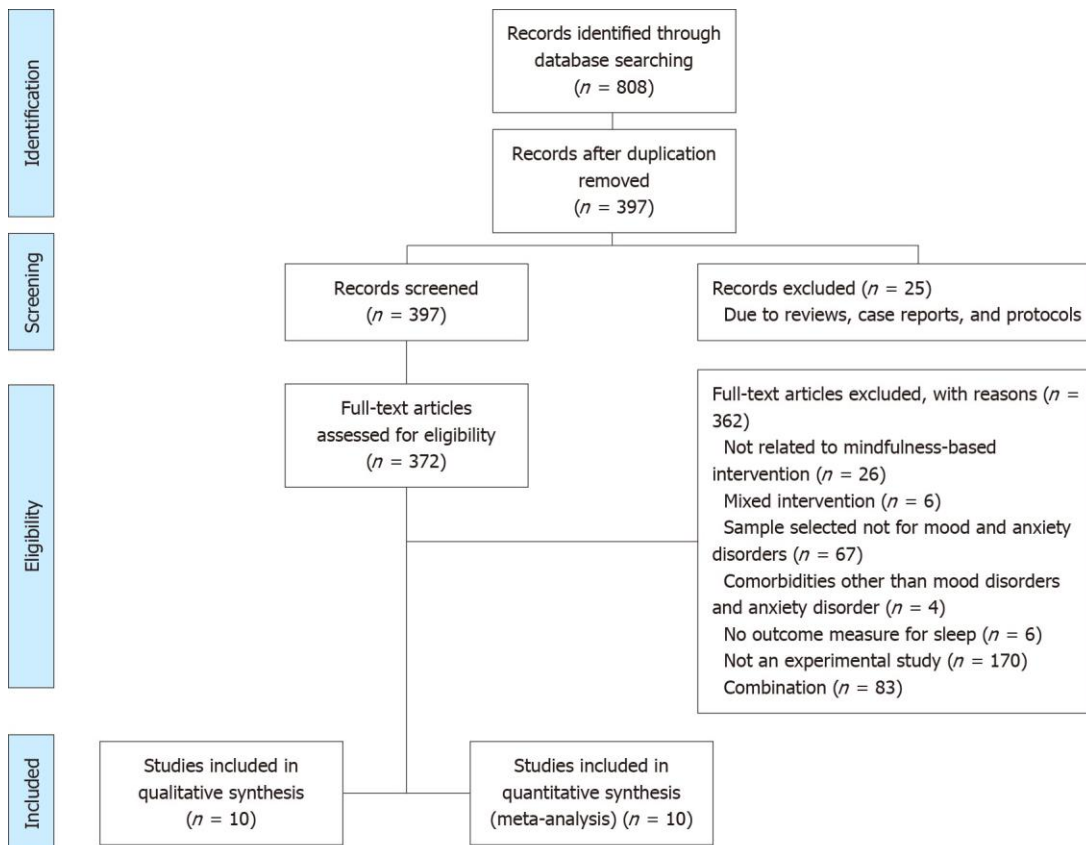 Identification
Records identified through
database searching
(n = 808)
Records after duplication
removed
(n = 397)
Screening
Records screened
(n = 397)
Records excluded (n = 25)
Due to reviews, case reports, and protocols
Eligibility
Full-text articles
assessed for eligibility
(n = 372)
Full-text articles excluded, with reasons (n =
362)
Not related to mindfulness-based
intervention (n = 26)
Mixed intervention (n = 6)
Sample selected not for mood and anxiety
disorders (n = 67)
Comorbidities other than mood disorders
and anxiety disorder (n = 4)
No outcome measure for sleep (n = 6)
Not an experimental study (n = 170)
Combination (n = 83)
Included
Studies included in
qualitative synthesis
(n = 10)
Studies included in
quantitative synthesis
(meta-analysis) (n = 10)